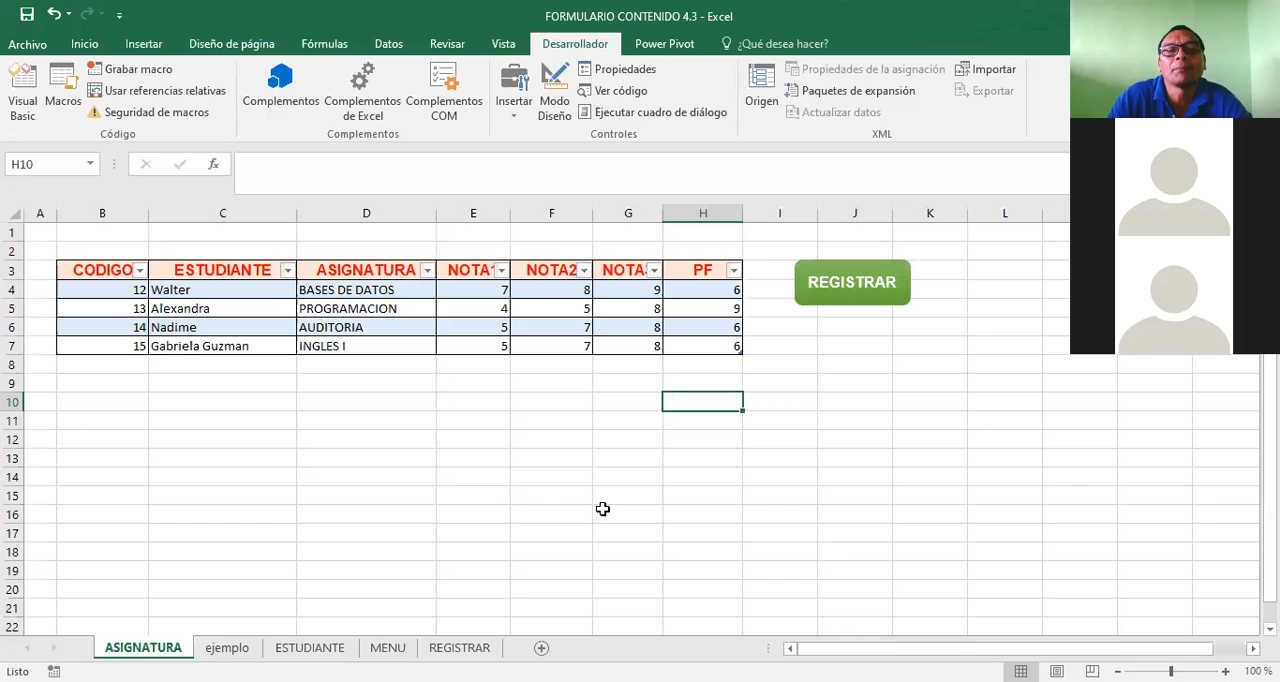 FORMULARIO CONTENIDO 4.3 - Excel
Archivo Inicio Insertar Diseño de página Fórmulas Datos Revisar Vista Desarrollador Power Pivot ¿Qué desea hacer?
Visual Basic
Macros
Grabar macro
Usar referencias relativas
Seguridad de macros
Código
Complementos
Complementos de Excel
Complementos COM
Complementos
Insertar
Modo Diseño
Propiedades
Ver código
Ejecutar cuadro de diálogo
Controles
Origen
Propiedades de la asignación
Paquetes de expansión
Actualizar datos
Importar
Exportar
XML
H10 fx
A B C D E F G H I J K L
1
2
3 CODIGO ESTUDIANTE ASIGNATURA NOTA1 NOTA2 NOTA3 PF REGISTRAR
4 12 Walter BASES DE DATOS 7 8 9 6
5 13 Alexandra PROGRAMACION 4 5 8 9
6 14 Nadime AUDITORIA 5 7 8 6
7 15 Gabriela Guzman INGLES I 5 7 8 6
8
9
10
11
12
13
14
15
16
17
18
19
20
21
22
ASIGNATURA ejemplo ESTUDIANTE MENU REGISTRAR
Listo 100 %